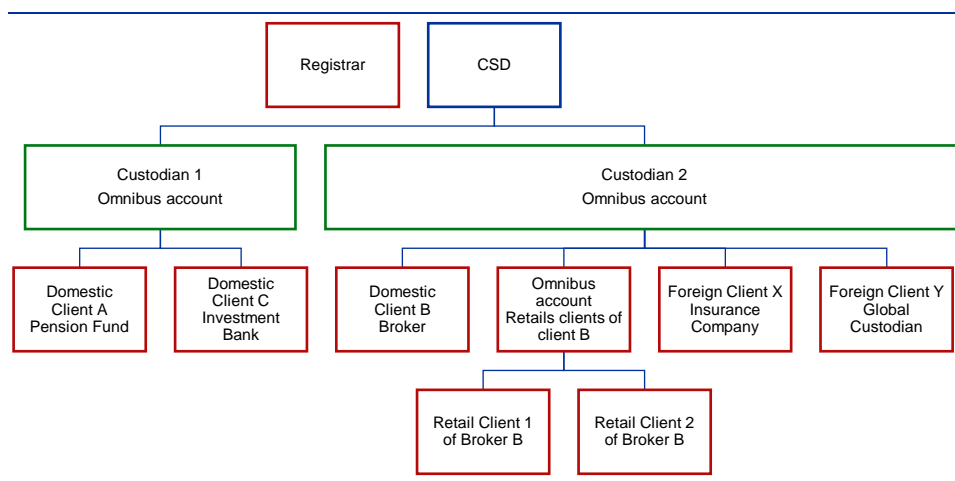 Registrar
CSD
Custodian 1
Omnibus account
Custodian 2
Omnibus account
Domestic
Client A
Pension Fund
Domestic
Client C
Investment
Bank
Domestic
Client B
Broker
Omnibus
account
Retails clients of
client B
Foreign Client X
Insurance
Company
Foreign Client Y
Global
Custodian
Retail Client 1
of Broker B
Retail Client 2
of Broker B